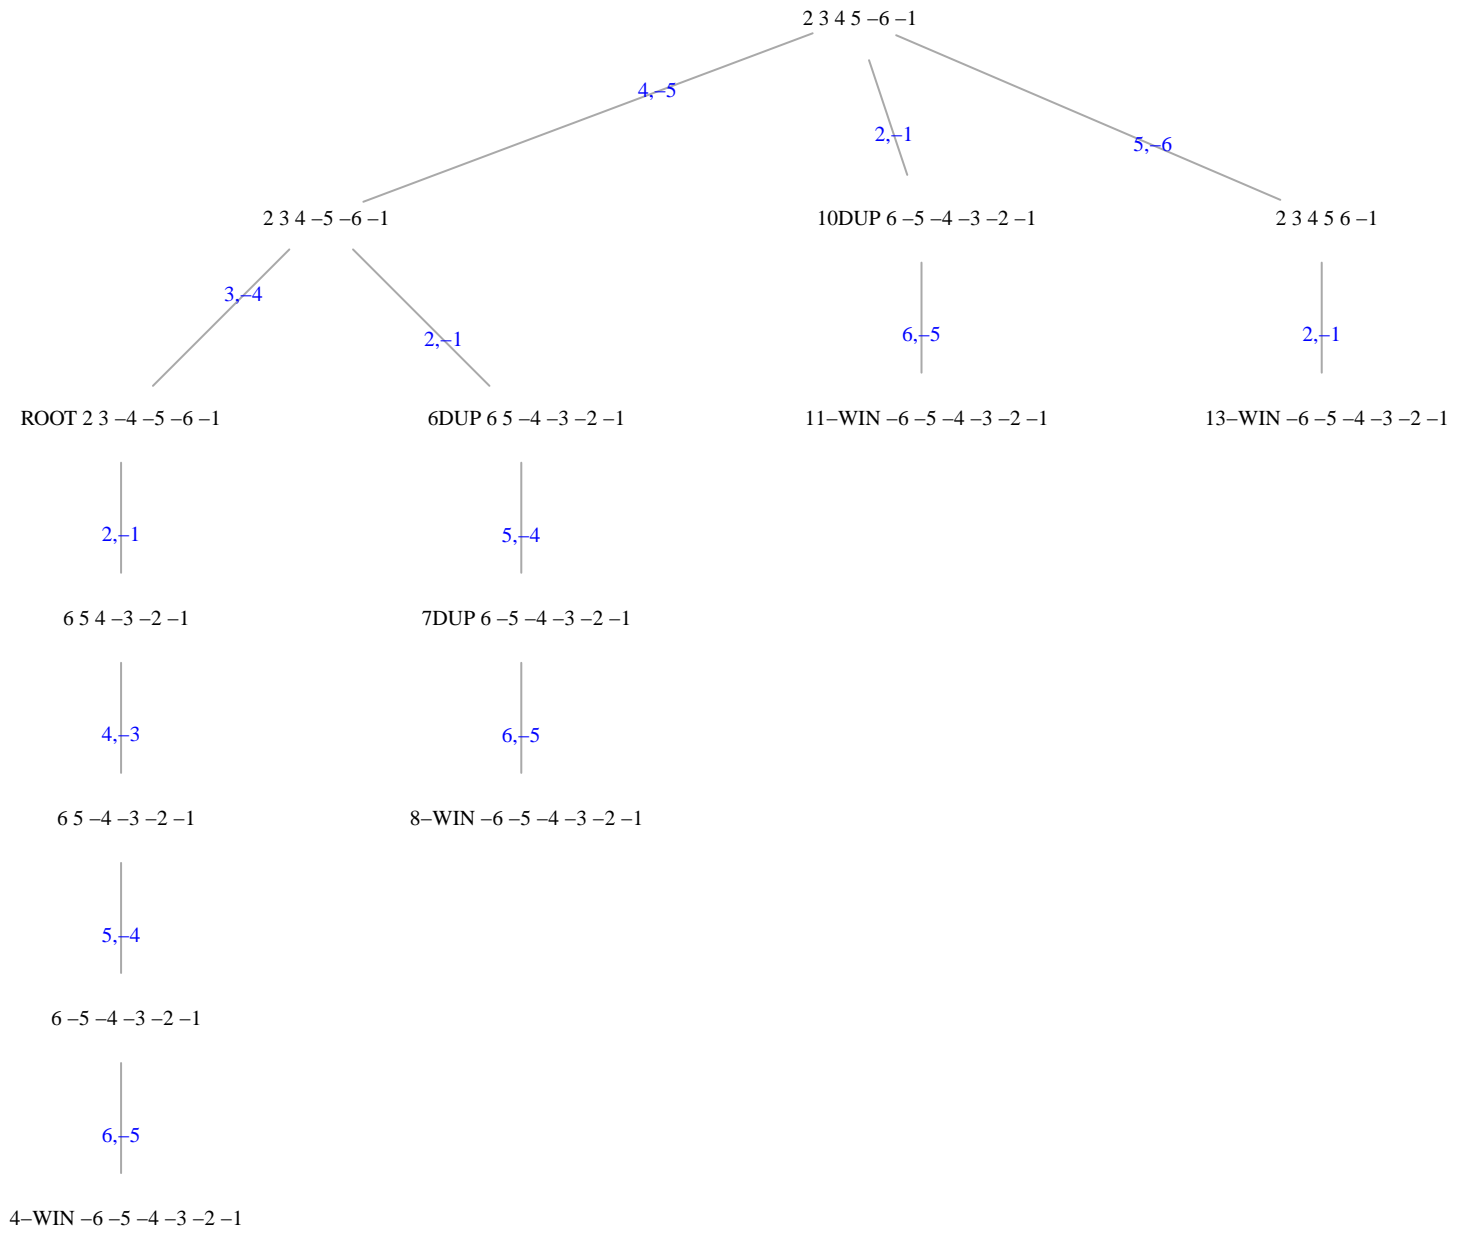 2 3 4 5 –6 –1
4,–5
2,–1
5,–6
2 3 4 –5 –6 –1
10DUP 6 –5 –4 –3 –2 –1
2 3 4 5 6 –1
3,–4
2,–1
6,–5
2,–1
ROOT 2 3 –4 –5 –6 –1
6DUP 6 5 –4 –3 –2 –1
11–WIN –6 –5 –4 –3 –2 –1
13–WIN –6 –5 –4 –3 –2 –1
2,–1
5,–4
6 5 4 –3 –2 –1
7DUP 6 –5 –4 –3 –2 –1
4,–3
6,–5
6 5 –4 –3 –2 –1
8–WIN –6 –5 –4 –3 –2 –1
5,–4
6 –5 –4 –3 –2 –1
6,–5
4–WIN –6 –5 –4 –3 –2 –1